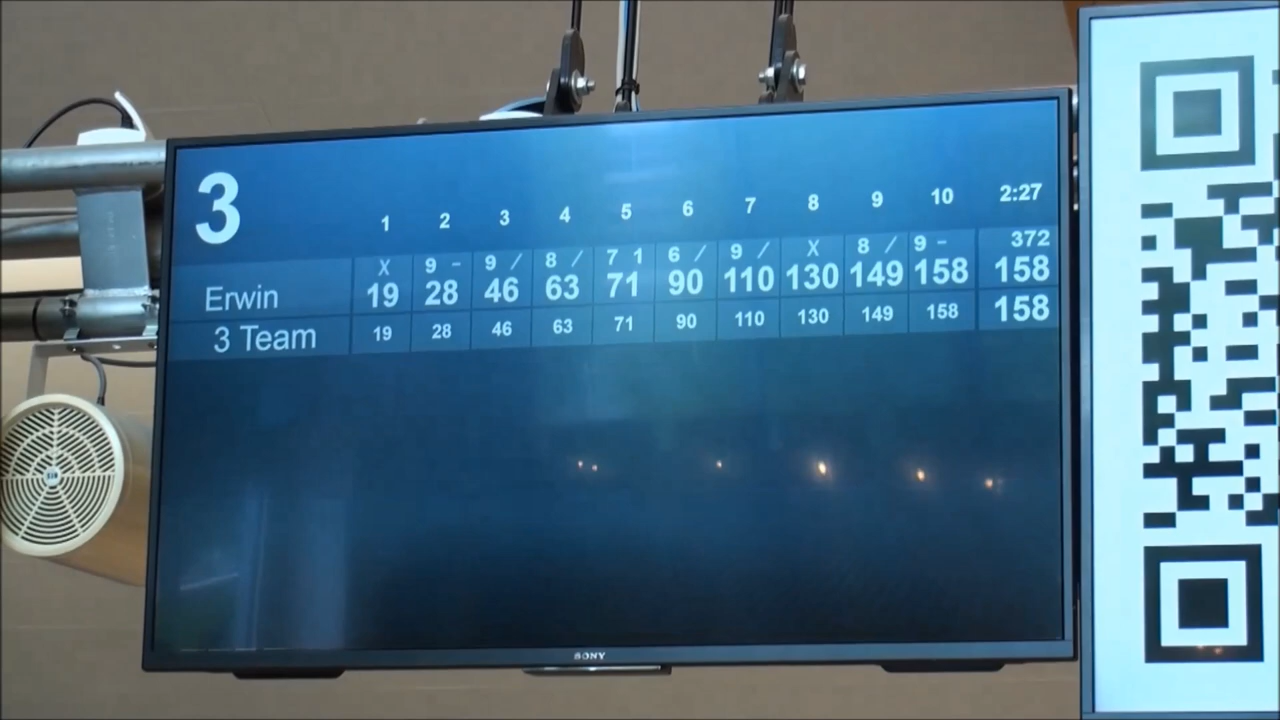 3
1 2 3 4 5 6 7 8 9 10 2:27
X 9 - 9 / 8 / 7 1 6 / 9 / X 8 / 9 - 372
Erwin 19 28 46 63 71 90 110 130 149 158 158
3 Team 19 28 46 63 71 90 110 130 149 158 158
SONY